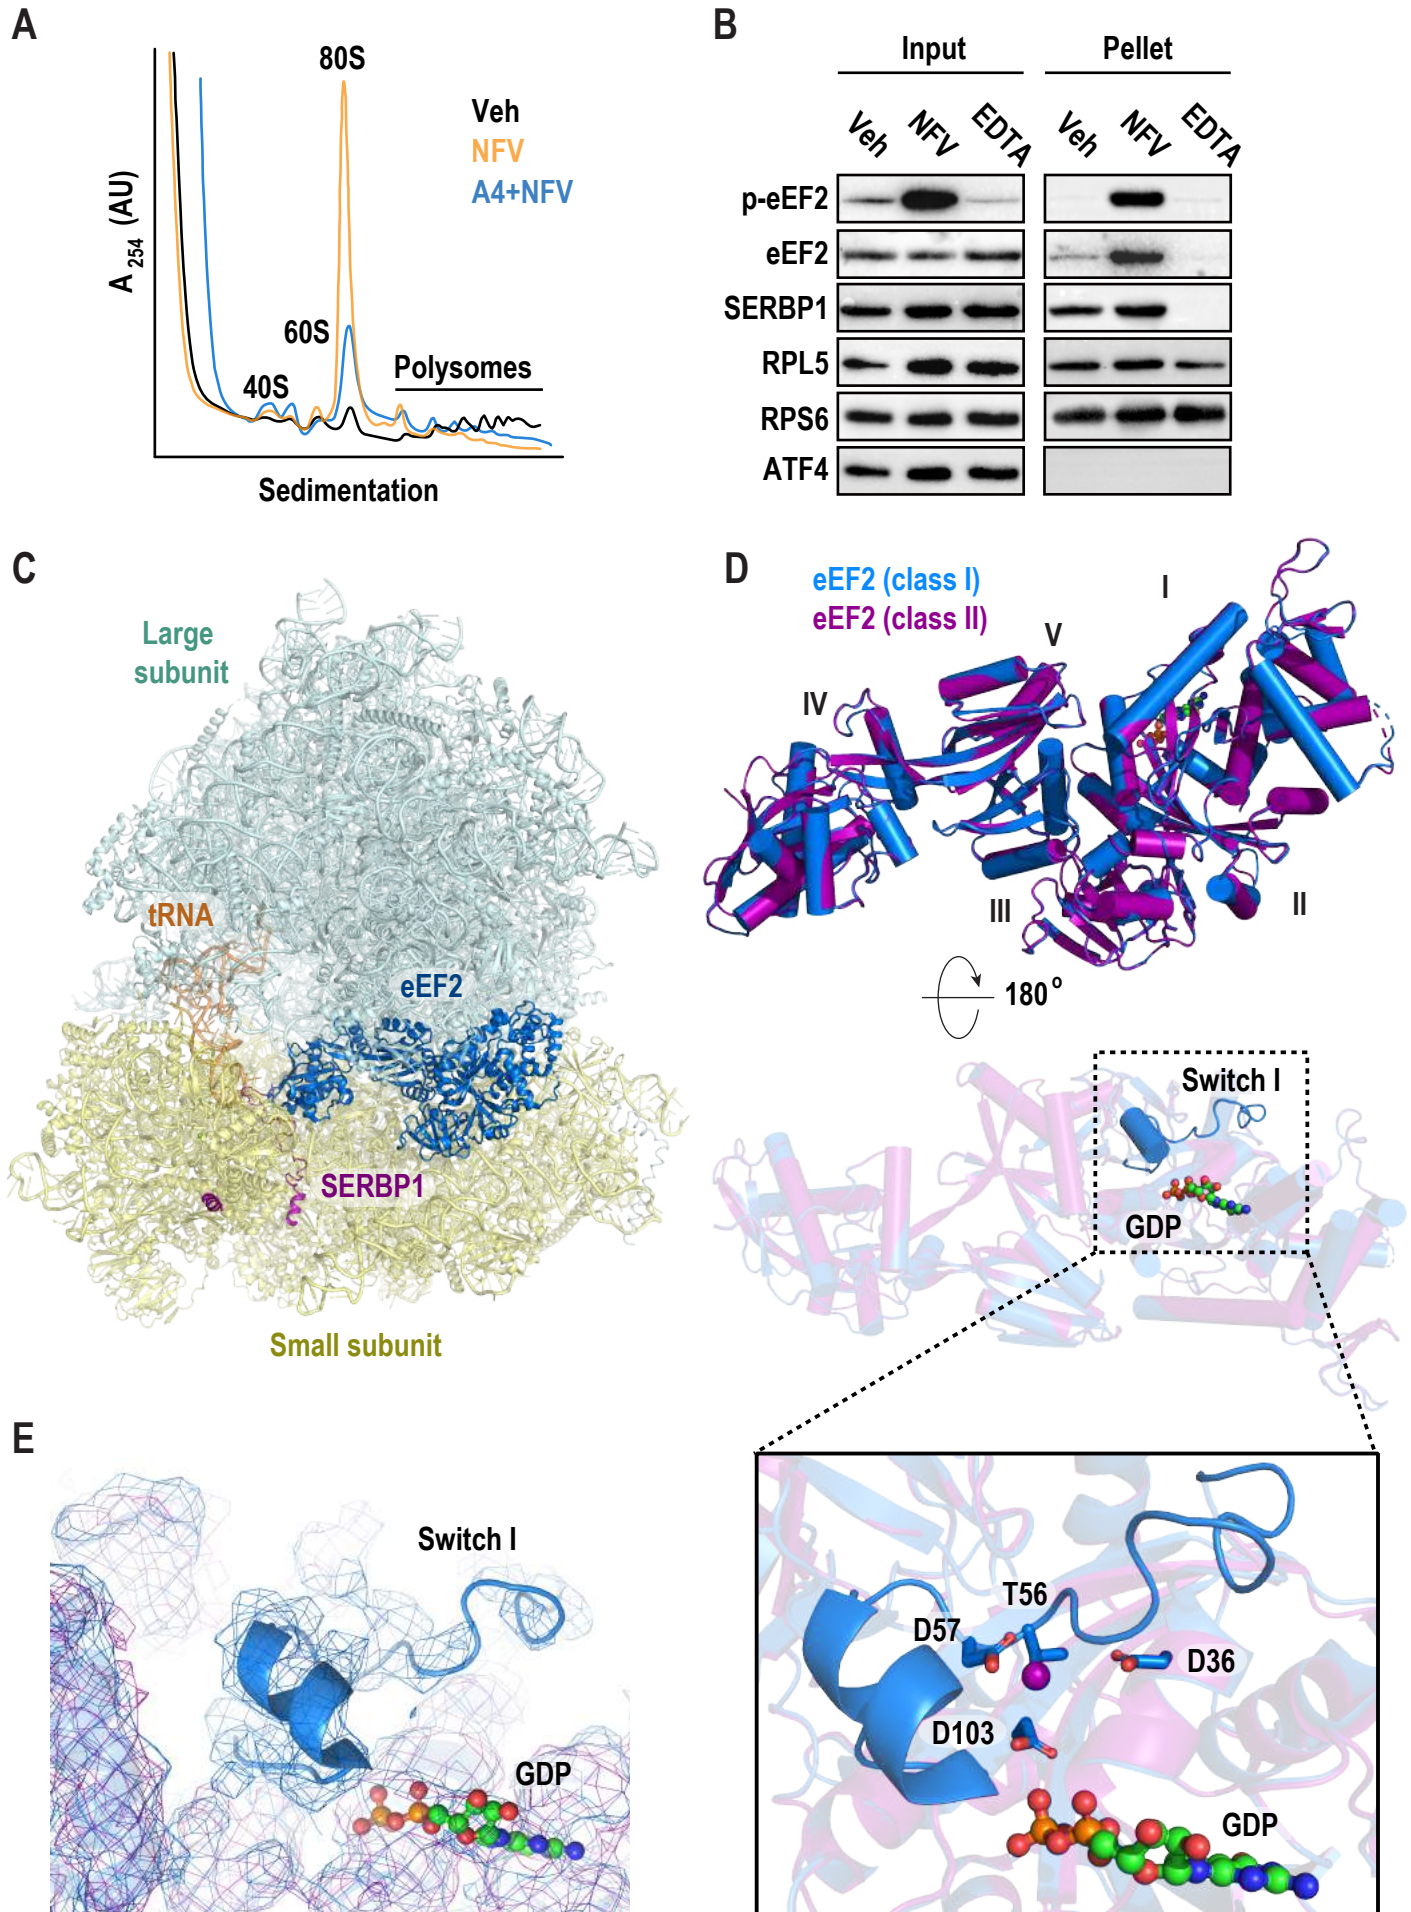 A
80S
Veh
NFV
A4+NFV
A254 (AU)
60S
40S
Polysomes
Sedimentation
B
Input
Pellet
Veh
NFV
EDTA
Veh
NFV
EDTA
p-eEF2
eEF2
SERBP1
RPL5
RPS6
ATF4
C
Large
subunit
tRNA
eEF2
SERBP1
Small subunit
D
eEF2 (class I)
eEF2 (class II)
I
V
IV
III
II
180°
Switch I
GDP
T56
D57
D36
D103
GDP
E
Switch I
GDP